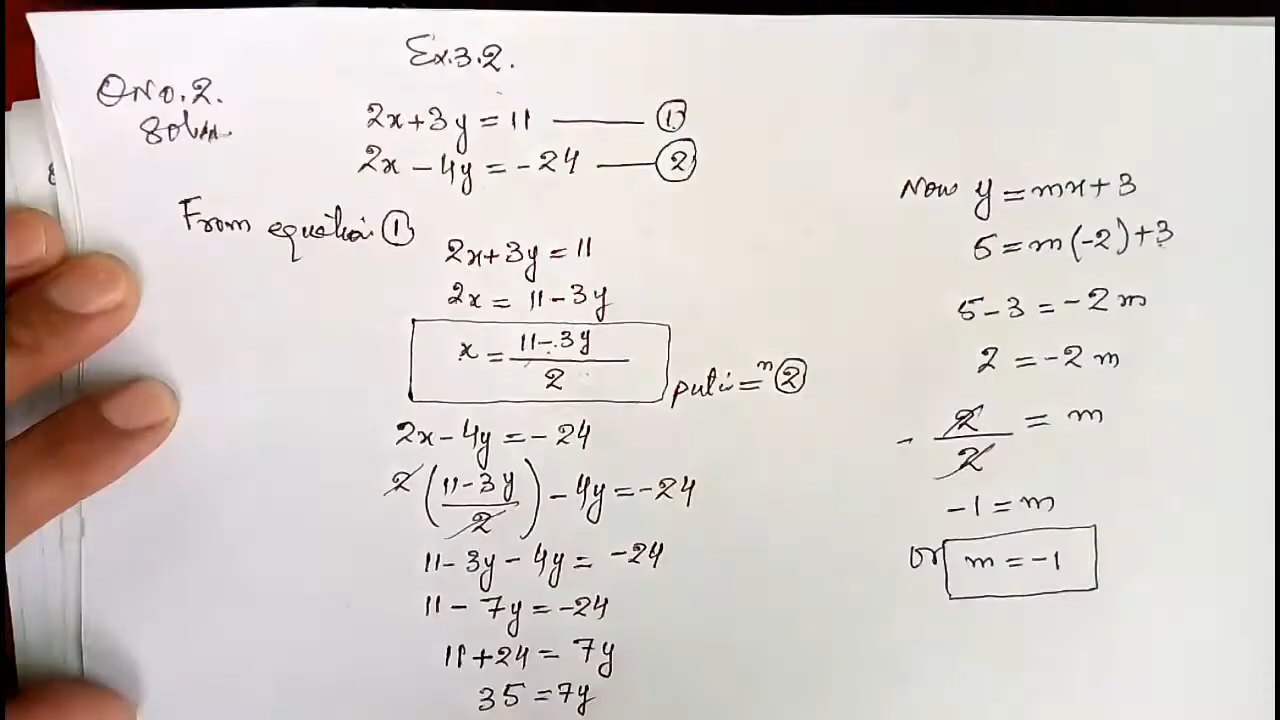 Ex.3.2.
QNO.2.
Soln.
2x+3y=11 —— ①
2x-4y=-24 —— ②
From equation ①
2x+3y=11
2x=11-3y
x=(11-3y)/2
put in =n ②
2x-4y=-24
2((11-3y)/2)-4y=-24
11-3y-4y=-24
11-7y=-24
11+24=7y
35=7y
Now y=mx+3
5=m(-2)+3
5-3=-2m
2=-2m
-2/2=m
-1=m
or m=-1